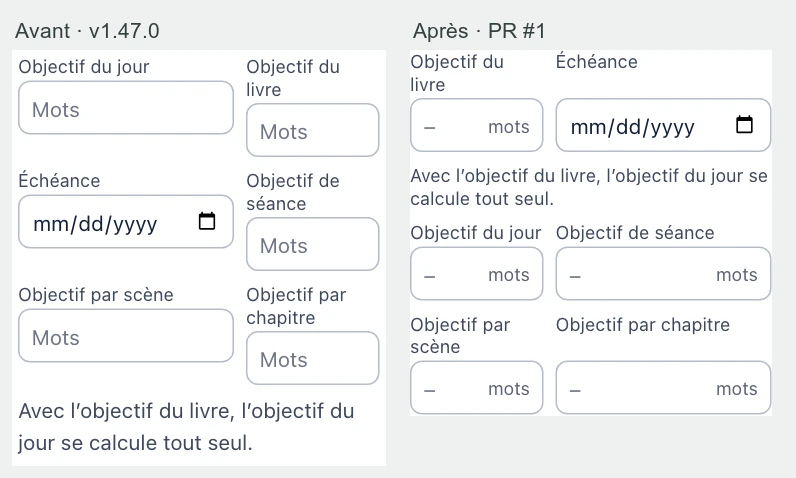 Avant · v1.47.0
Objectif du jour
Mots
Objectif du
livre
Mots
Échéance
mm/dd/yyyy
Objectif de
séance
Mots
Objectif par scène
Mots
Objectif par
chapitre
Mots
Avec l’objectif du livre, l’objectif du
jour se calcule tout seul.
Après · PR #1
Objectif du
livre
– mots
Échéance
mm/dd/yyyy
Avec l’objectif du livre, l’objectif du jour se
calcule tout seul.
Objectif du jour
– mots
Objectif de séance
– mots
Objectif par
scène
– mots
Objectif par chapitre
– mots